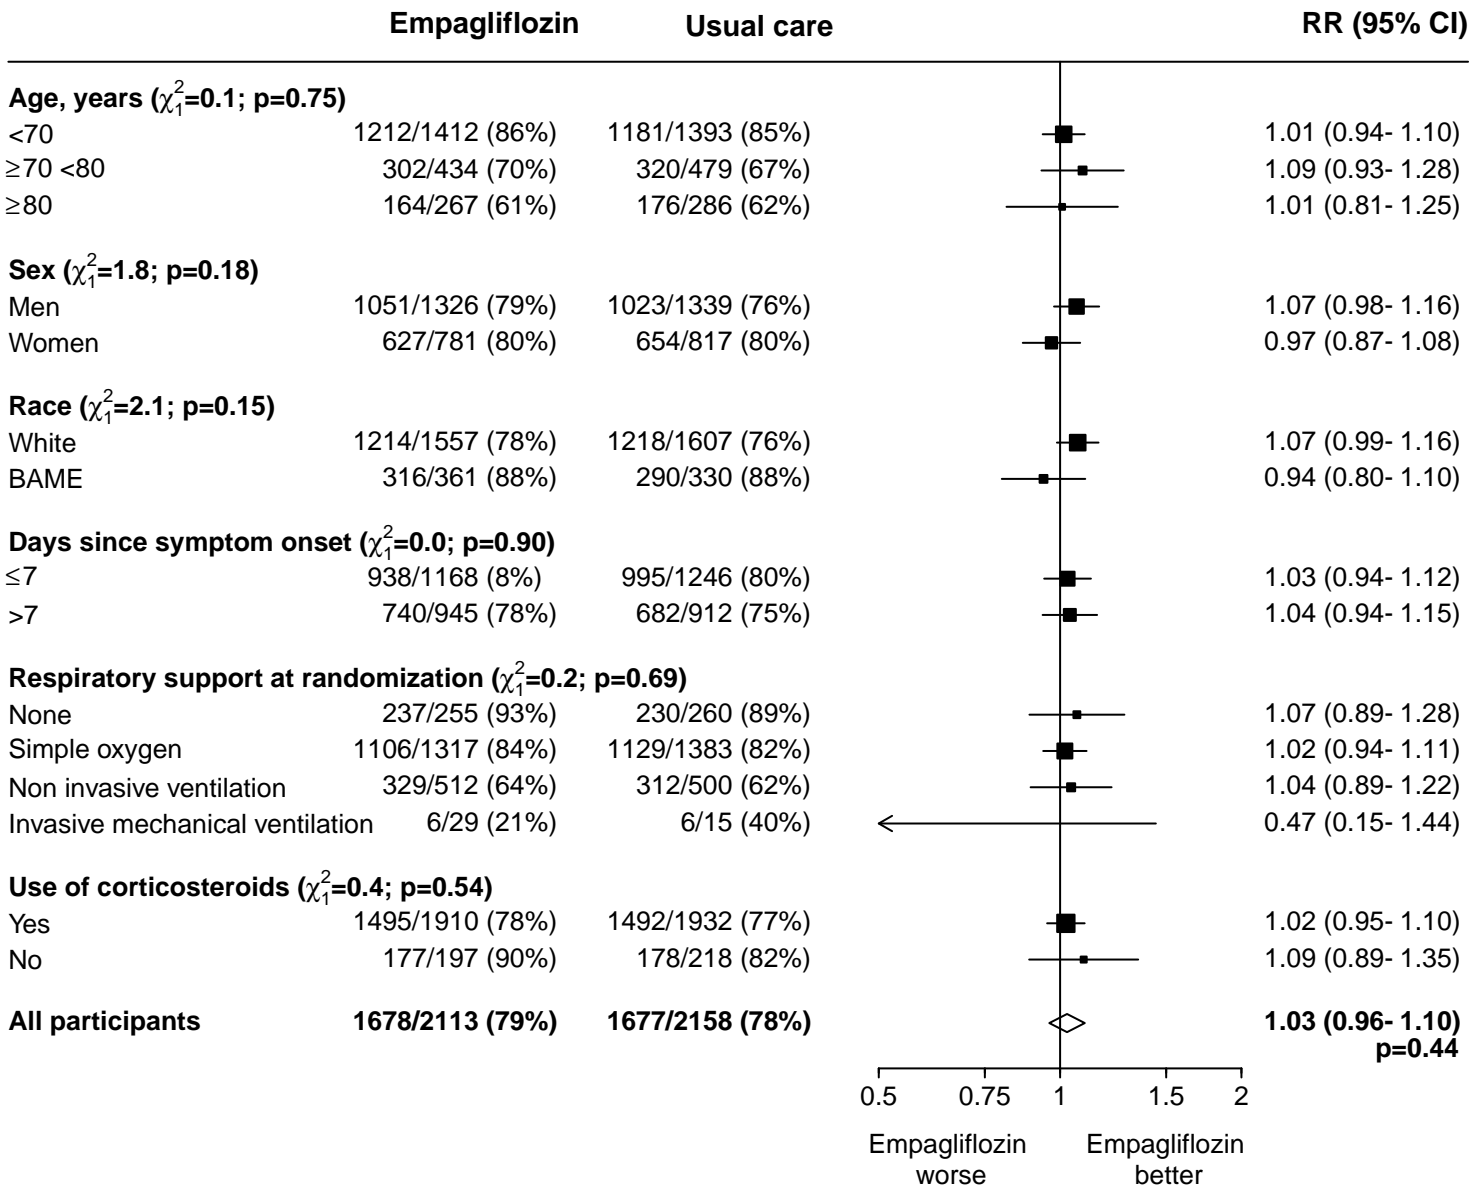 Empagliflozin Usual care RR (95% CI)
Age, years (χ²₁=0.1; p=0.75)
<70 1212/1412 (86%) 1181/1393 (85%) 1.01 (0.94- 1.10)
≥70 <80 302/434 (70%) 320/479 (67%) 1.09 (0.93- 1.28)
≥80 164/267 (61%) 176/286 (62%) 1.01 (0.81- 1.25)
Sex (χ²₁=1.8; p=0.18)
Men 1051/1326 (79%) 1023/1339 (76%) 1.07 (0.98- 1.16)
Women 627/781 (80%) 654/817 (80%) 0.97 (0.87- 1.08)
Race (χ²₁=2.1; p=0.15)
White 1214/1557 (78%) 1218/1607 (76%) 1.07 (0.99- 1.16)
BAME 316/361 (88%) 290/330 (88%) 0.94 (0.80- 1.10)
Days since symptom onset (χ²₁=0.0; p=0.90)
≤7 938/1168 (8%) 995/1246 (80%) 1.03 (0.94- 1.12)
>7 740/945 (78%) 682/912 (75%) 1.04 (0.94- 1.15)
Respiratory support at randomization (χ²₁=0.2; p=0.69)
None 237/255 (93%) 230/260 (89%) 1.07 (0.89- 1.28)
Simple oxygen 1106/1317 (84%) 1129/1383 (82%) 1.02 (0.94- 1.11)
Non invasive ventilation 329/512 (64%) 312/500 (62%) 1.04 (0.89- 1.22)
Invasive mechanical ventilation 6/29 (21%) 6/15 (40%) 0.47 (0.15- 1.44)
Use of corticosteroids (χ²₁=0.4; p=0.54)
Yes 1495/1910 (78%) 1492/1932 (77%) 1.02 (0.95- 1.10)
No 177/197 (90%) 178/218 (82%) 1.09 (0.89- 1.35)
All participants 1678/2113 (79%) 1677/2158 (78%) 1.03 (0.96- 1.10)
p=0.44
0.5 0.75 1 1.5 2
Empagliflozin Empagliflozin
worse better